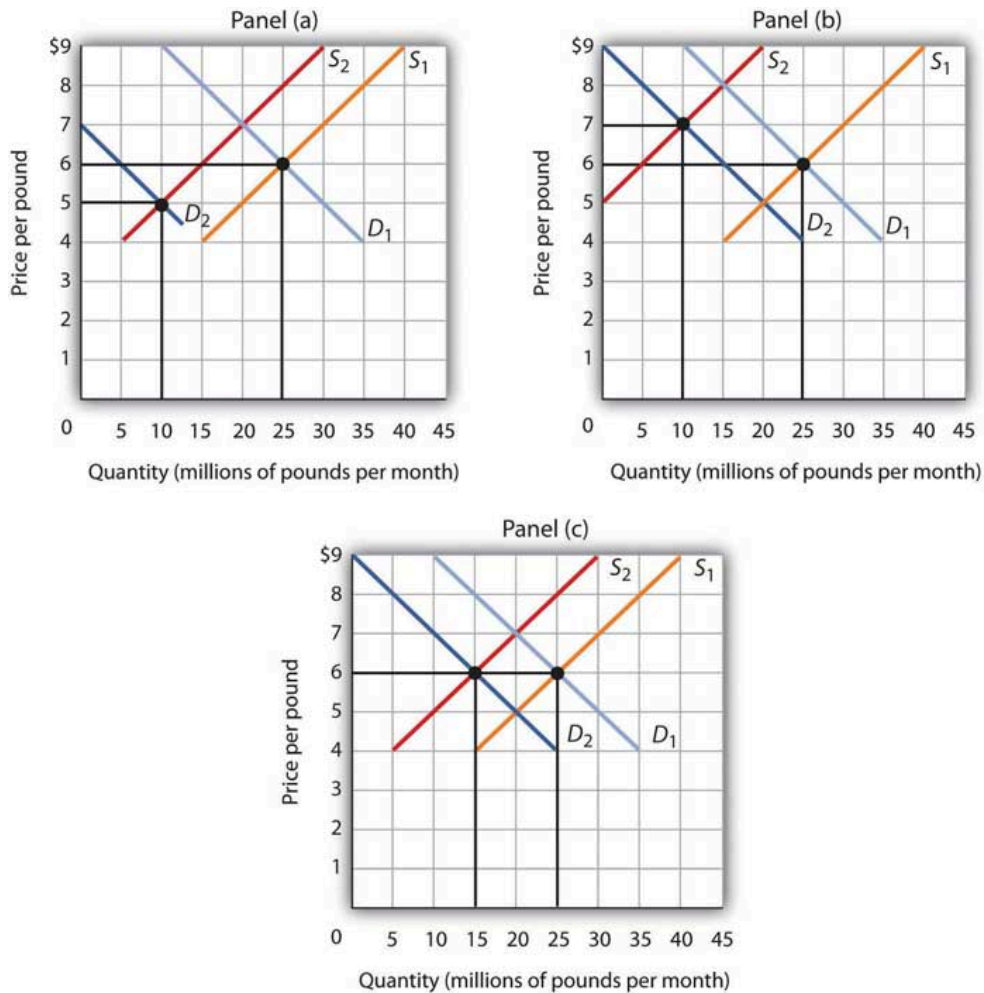 Panel (a)
$9
8
7
6
5
4
3
2
1
0
5 10 15 20 25 30 35 40 45
S2
S1
D2
D1
Price per pound
Quantity (millions of pounds per month)
Panel (b)
$9
8
7
6
5
4
3
2
1
0
5 10 15 20 25 30 35 40 45
S2
S1
D2
D1
Price per pound
Quantity (millions of pounds per month)
Panel (c)
$9
8
7
6
5
4
3
2
1
0
5 10 15 20 25 30 35 40 45
S2
S1
D2
D1
Price per pound
Quantity (millions of pounds per month)